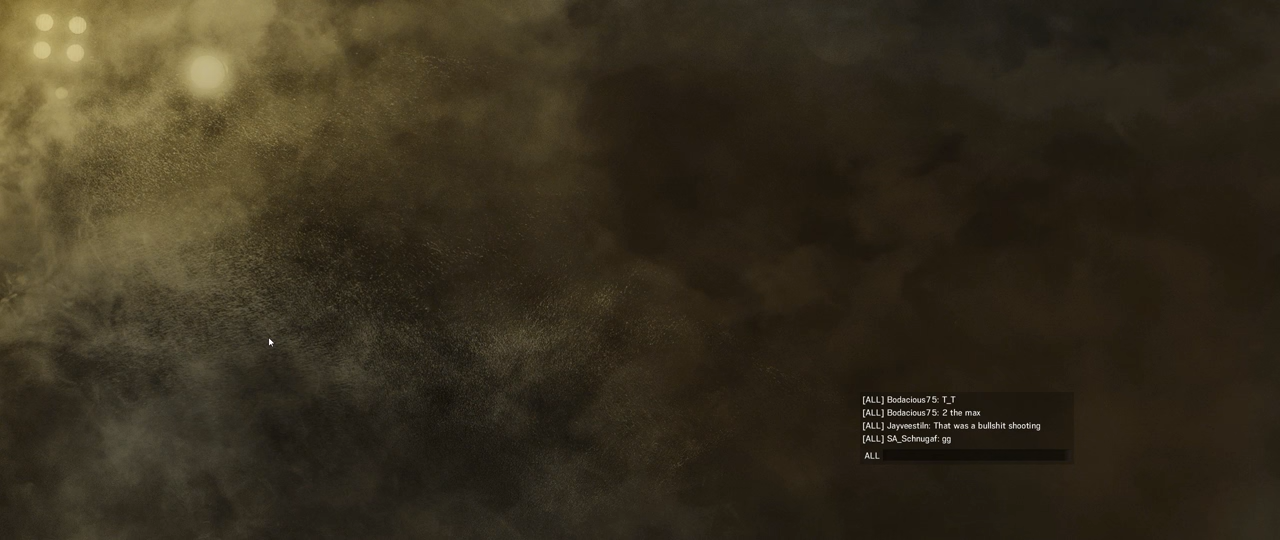 [ALL] Bodacious75: T_T
[ALL] Bodacious75: 2 the max
[ALL] Jayveestiln: That was a bullshit shooting
[ALL] SA_Schnugaf: gg
ALL